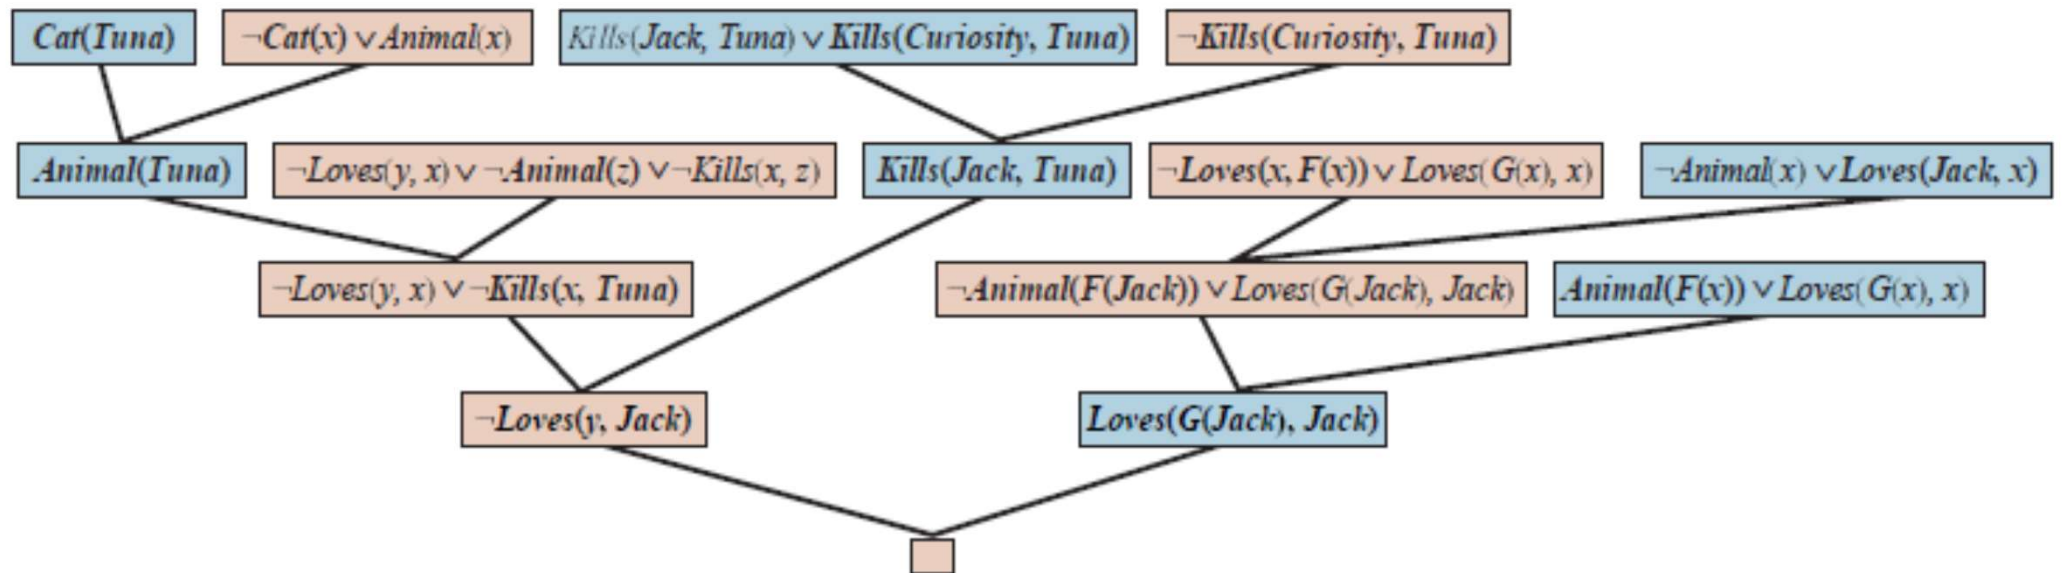 Cat(Tuna) ¬Cat(x) ∨ Animal(x) Kills(Jack, Tuna) ∨ Kills(Curiosity, Tuna) ¬Kills(Curiosity, Tuna)
Animal(Tuna) ¬Loves(y, x) ∨ ¬Animal(z) ∨ ¬Kills(x, z) Kills(Jack, Tuna) ¬Loves(x, F(x)) ∨ Loves(G(x), x) ¬Animal(x) ∨ Loves(Jack, x)
¬Loves(y, x) ∨ ¬Kills(x, Tuna) ¬Animal(F(Jack)) ∨ Loves(G(Jack), Jack) Animal(F(x)) ∨ Loves(G(x), x)
¬Loves(y, Jack) Loves(G(Jack), Jack)